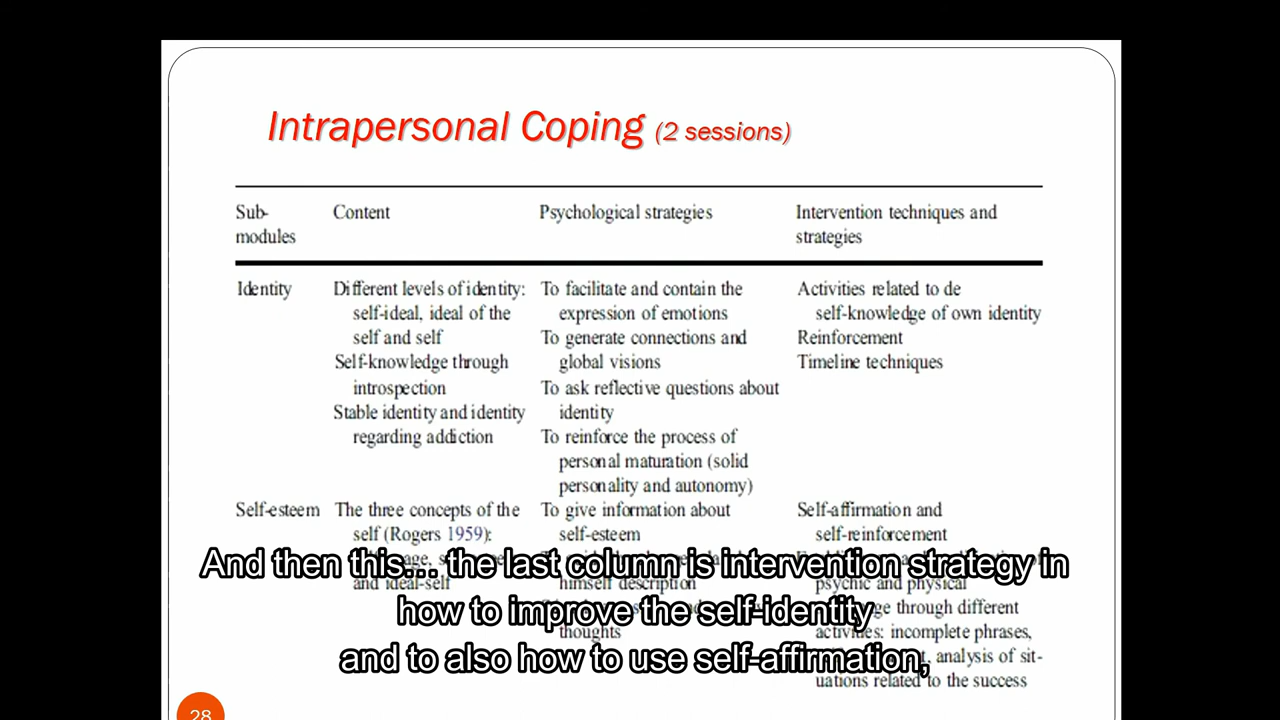 Intrapersonal Coping (2 sessions)
Sub-modules Content Psychological strategies Intervention techniques and strategies
Identity
Different levels of identity:
self-ideal, ideal of the
self and self
Self-knowledge through
introspection
Stable identity and identity
regarding addiction
To facilitate and contain the
expression of emotions
To generate connections and
global visions
To ask reflective questions about
identity
To reinforce the process of
personal maturation (solid
personality and autonomy)
Activities related to de
self-knowledge of own identity
Reinforcement
Timeline techniques
Self-esteem
The three concepts of the
self (Rogers 1959):
and ideal-self
To give information about
self-esteem
himself description
thoughts
Self-affirmation and
self-reinforcement
psychic and physical
through different
activities: incomplete phrases,
analysis of sit-
uations related to the success
And then this... the last column is intervention strategy in
how to improve the self-identity
and to also how to use self-affirmation,
28